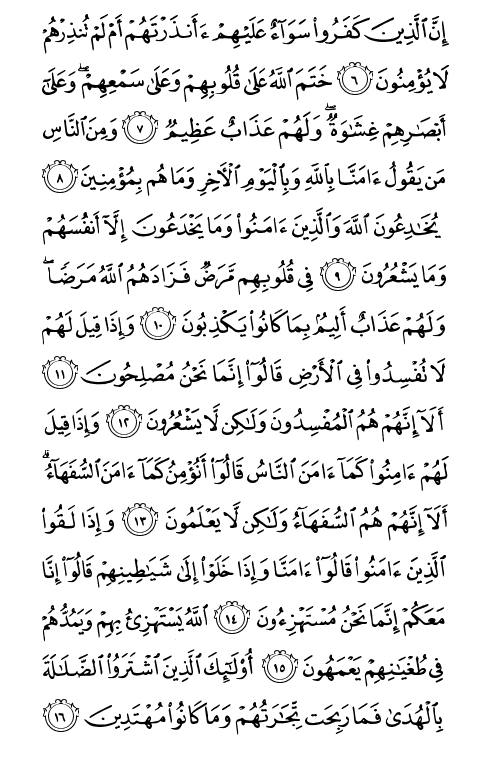 إِنَّ ٱلَّذِينَ كَفَرُوا۟ سَوَآءٌ عَلَيْهِمْ ءَأَنذَرْتَهُمْ أَمْ لَمْ تُنذِرْهُمْ
لَا يُؤْمِنُونَ ٦ خَتَمَ ٱللَّهُ عَلَىٰ قُلُوبِهِمْ وَعَلَىٰ سَمْعِهِمْ ۖ وَعَلَىٰٓ
أَبْصَـٰرِهِمْ غِشَـٰوَةٌ ۖ وَلَهُمْ عَذَابٌ عَظِيمٌ ٧ وَمِنَ ٱلنَّاسِ
مَن يَقُولُ ءَامَنَّا بِٱللَّهِ وَبِٱلْيَوْمِ ٱلْـَٔاخِرِ وَمَا هُم بِمُؤْمِنِينَ ٨
يُخَـٰدِعُونَ ٱللَّهَ وَٱلَّذِينَ ءَامَنُوا۟ وَمَا يَخْدَعُونَ إِلَّآ أَنفُسَهُمْ
وَمَا يَشْعُرُونَ ٩ فِى قُلُوبِهِم مَّرَضٌ فَزَادَهُمُ ٱللَّهُ مَرَضًا ۖ
وَلَهُمْ عَذَابٌ أَلِيمٌۢ بِمَا كَانُوا۟ يَكْذِبُونَ ١٠ وَإِذَا قِيلَ لَهُمْ
لَا تُفْسِدُوا۟ فِى ٱلْأَرْضِ قَالُوٓا۟ إِنَّمَا نَحْنُ مُصْلِحُونَ ١١
أَلَآ إِنَّهُمْ هُمُ ٱلْمُفْسِدُونَ وَلَـٰكِن لَّا يَشْعُرُونَ ١٢ وَإِذَا قِيلَ
لَهُمْ ءَامِنُوا۟ كَمَآ ءَامَنَ ٱلنَّاسُ قَالُوٓا۟ أَنُؤْمِنُ كَمَآ ءَامَنَ ٱلسُّفَهَآءُ ۗ
أَلَآ إِنَّهُمْ هُمُ ٱلسُّفَهَآءُ وَلَـٰكِن لَّا يَعْلَمُونَ ١٣ وَإِذَا لَقُوا۟
ٱلَّذِينَ ءَامَنُوا۟ قَالُوٓا۟ ءَامَنَّا وَإِذَا خَلَوْا۟ إِلَىٰ شَيَـٰطِينِهِمْ قَالُوٓا۟ إِنَّا
مَعَكُمْ إِنَّمَا نَحْنُ مُسْتَهْزِءُونَ ١٤ ٱللَّهُ يَسْتَهْزِئُ بِهِمْ وَيَمُدُّهُمْ
فِى طُغْيَـٰنِهِمْ يَعْمَهُونَ ١٥ أُو۟لَـٰٓئِكَ ٱلَّذِينَ ٱشْتَرَوُا۟ ٱلضَّلَـٰلَةَ
بِٱلْهُدَىٰ فَمَا رَبِحَت تِّجَـٰرَتُهُمْ وَمَا كَانُوا۟ مُهْتَدِينَ ١٦